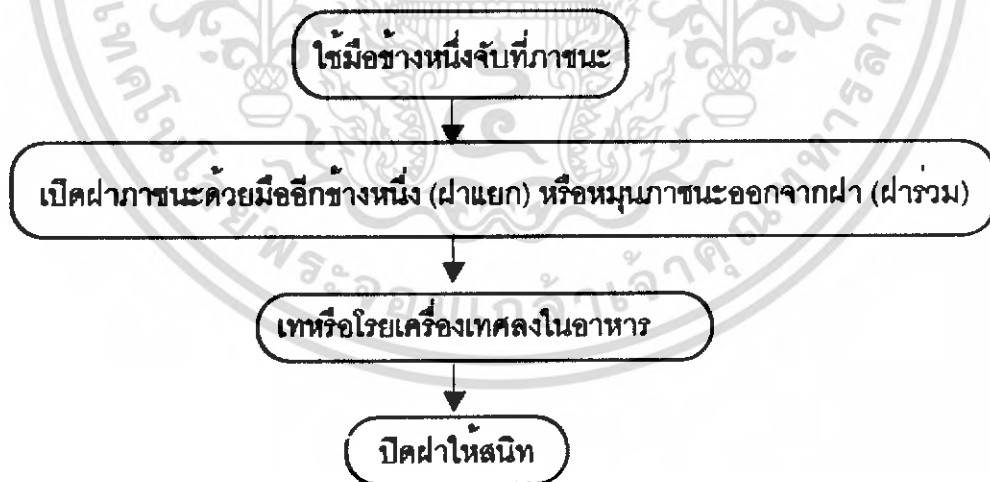 ใช้มือข้างหนึ่งจับที่ภาชนะ
เปิดฝาภาชนะด้วยมืออีกข้างหนึ่ง (ฝาแยก) หรือหมุนภาชนะออกจากฝา (ฝาร่วม)
เทหรือโรยเครื่องเทศลงในอาหาร
ปิดฝาให้สนิท